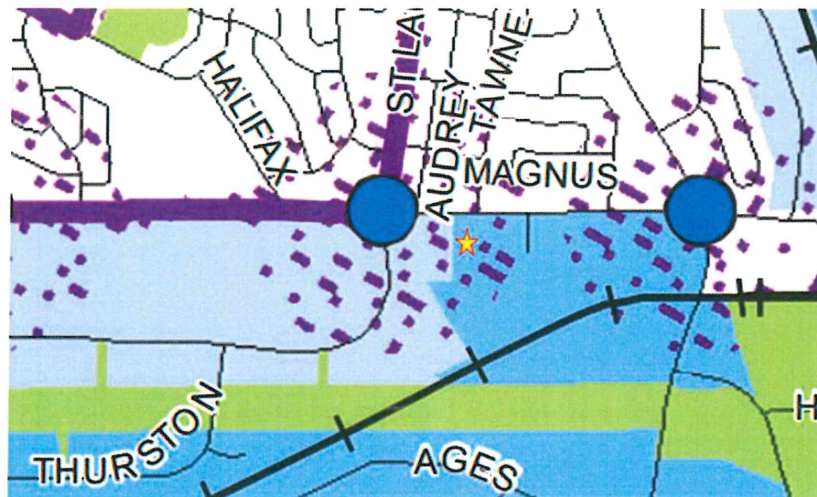 HALIFAX
ST LA
AUDREY
TAWNE
MAGNUS
THURSTON
AGES
H